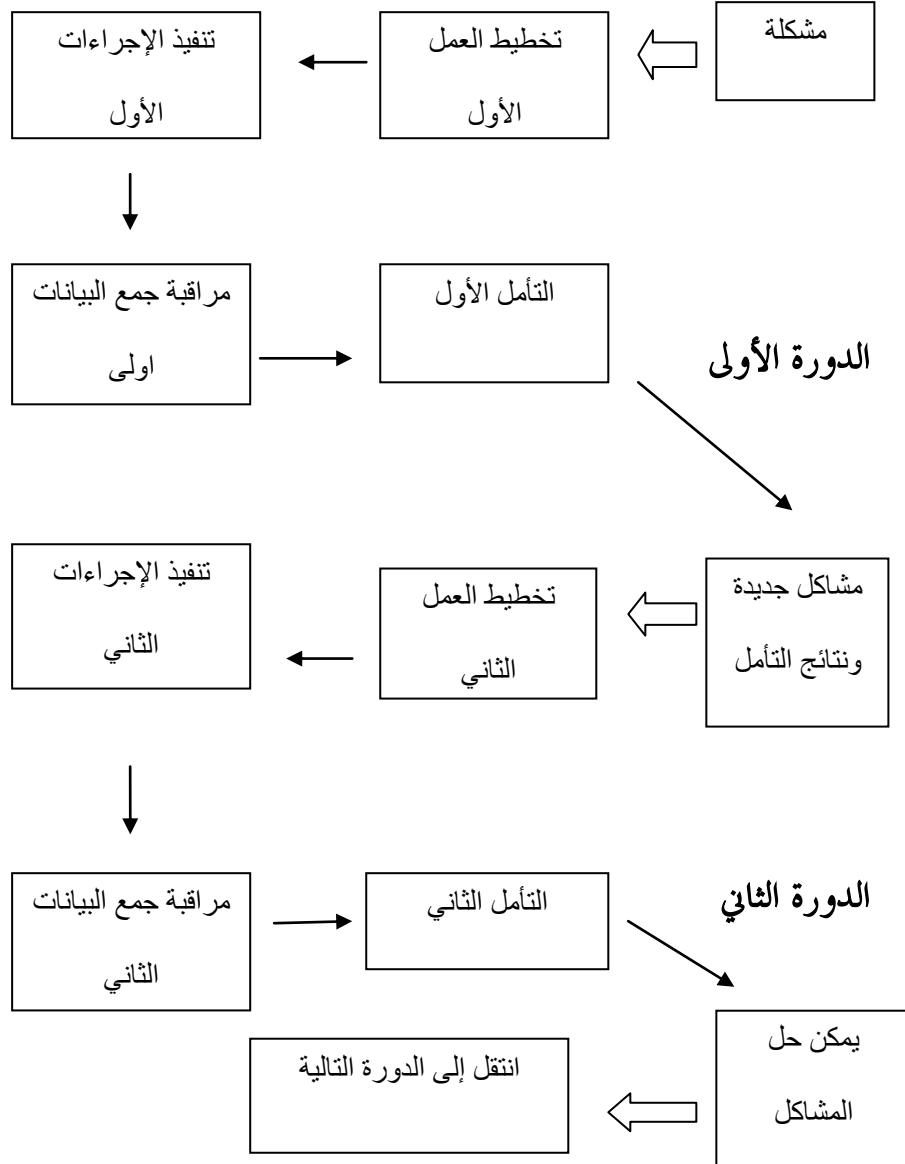 مشكلة
تخطيط العمل
الأول
تنفيذ الإجراءات
الأول
مراقبة جمع البيانات
اولى
التأمل الأول
الدورة الأولى
مشاكل جديدة
ونتائج التأمل
تخطيط العمل
الثاني
تنفيذ الإجراءات
الثاني
مراقبة جمع البيانات
الثاني
التأمل الثاني
الدورة الثاني
يمكن حل
المشاكل
انتقل إلى الدورة التالية